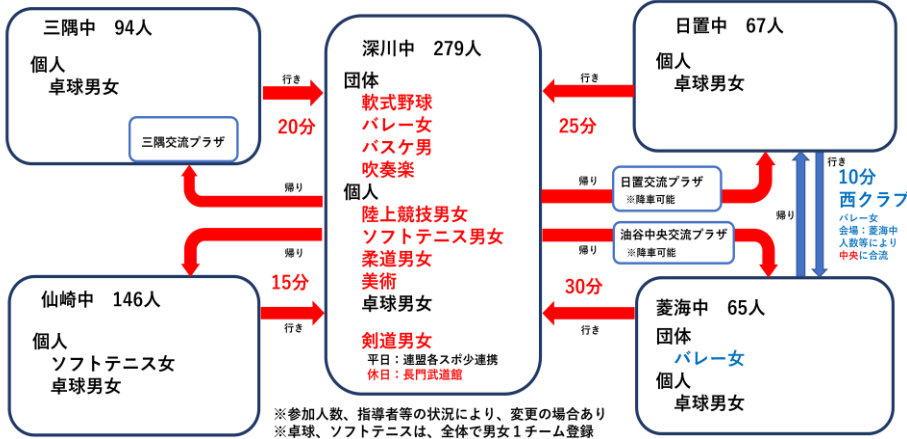 三隅中　94人
個人
卓球男女
三隅交流プラザ
行き
20分
帰り
深川中　279人
団体
軟式野球
バレー女
バスケ男
吹奏楽
個人
陸上競技男女
ソフトテニス男女
柔道男女
美術
卓球男女
剣道男女
平日：連盟各スポ少連携
休日：長門武道館
日置中　67人
個人
卓球男女
行き
25分
帰り
日置交流プラザ
※降車可能
帰り
油谷中央交流プラザ
※降車可能
帰り
行き
10分
西クラブ
バレー女
会場：菱海中
人数等により
中央に合流
仙崎中　146人
個人
ソフトテニス女
卓球男女
帰り
15分
行き
30分
行き
菱海中　65人
団体
バレー女
個人
卓球男女
※参加人数、指導者等の状況により、変更の場合あり
※卓球、ソフトテニスは、全体で男女１チーム登録